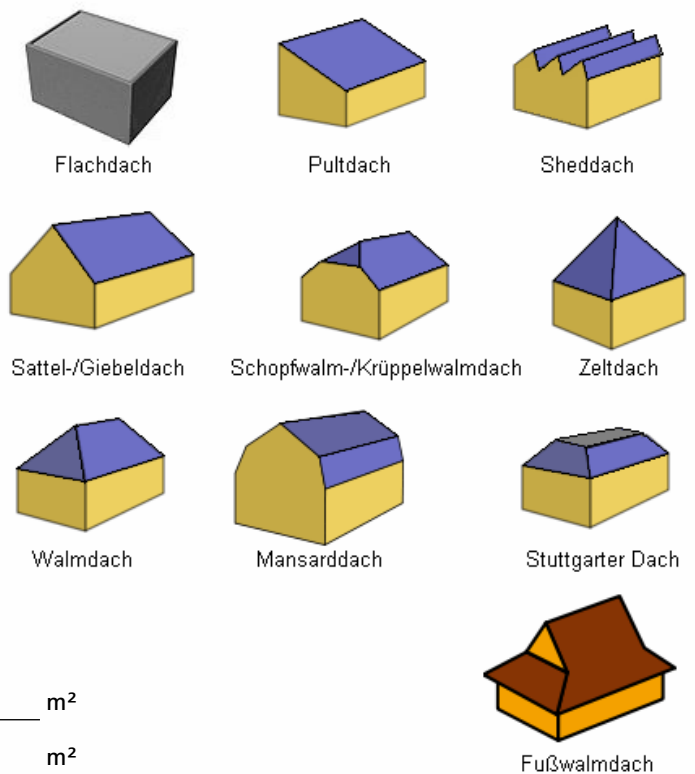 Flachdach Pultdach Sheddach
Sattel-/Giebeldach Schopfwalm-/Krüppelwalmdach Zeltdach
Walmdach Mansarddach Stuttgarter Dach
m²
m²
Fußwalmdach